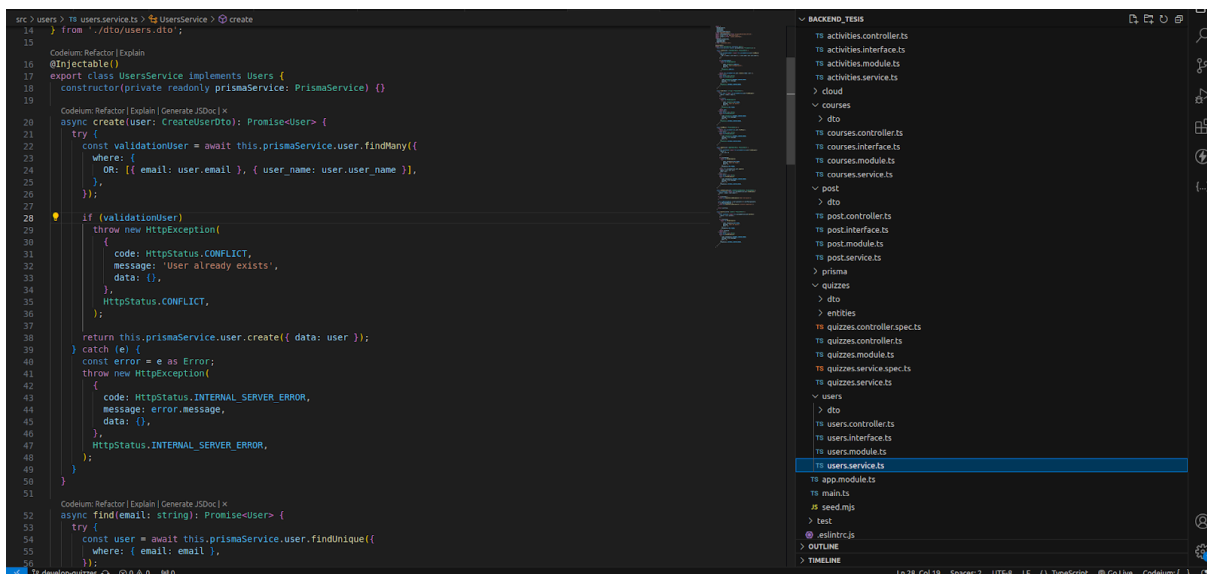 src > users > TS users.service.ts > UsersService > create
14 } from './dto/users.dto';
15
Codeium: Refactor | Explain
16 @Injectable()
17 export class UsersService implements Users {
18 constructor(private readonly prismaService: PrismaService) {}
19
Codeium: Refactor | Explain | Generate JSDoc | ×
20 async create(user: CreateUserDto): Promise<User> {
21 try {
22 const validationUser = await this.prismaService.user.findMany({
23 where: {
24 OR: [{ email: user.email }, { user_name: user.user_name }],
25 },
26 });
27
28 if (validationUser)
29 throw new HttpException(
30 {
31 code: HttpStatus.CONFLICT,
32 message: 'User already exists',
33 data: {},
34 },
35 HttpStatus.CONFLICT,
36 );
37
38 return this.prismaService.user.create({ data: user });
39 } catch (e) {
40 const error = e as Error;
41 throw new HttpException(
42 {
43 code: HttpStatus.INTERNAL_SERVER_ERROR,
44 message: error.message,
45 data: {},
46 },
47 HttpStatus.INTERNAL_SERVER_ERROR,
48 );
49 }
50 }
51
Codeium: Refactor | Explain | Generate JSDoc | ×
52 async find(email: string): Promise<User> {
53 try {
54 const user = await this.prismaService.user.findUnique({
55 where: { email: email },
56 });
BACKEND_TESIS
TS activities.controller.ts
TS activities.interface.ts
TS activities.module.ts
TS activities.service.ts
> cloud
courses
> dto
TS courses.controller.ts
TS courses.interface.ts
TS courses.module.ts
TS courses.service.ts
post
> dto
TS post.controller.ts
TS post.interface.ts
TS post.module.ts
TS post.service.ts
> prisma
quizzes
> dto
> entities
TS quizzes.controller.spec.ts
TS quizzes.controller.ts
TS quizzes.module.ts
TS quizzes.service.spec.ts
TS quizzes.service.ts
users
> dto
TS users.controller.ts
TS users.interface.ts
TS users.module.ts
TS users.service.ts
TS app.module.ts
TS main.ts
JS seed.mjs
> test
.eslintrc.js
> OUTLINE
> TIMELINE
develop-quizzes
Ln 28, Col 19 Spaces: 2 UTF-8 LF TypeScript Go Live Codeium: